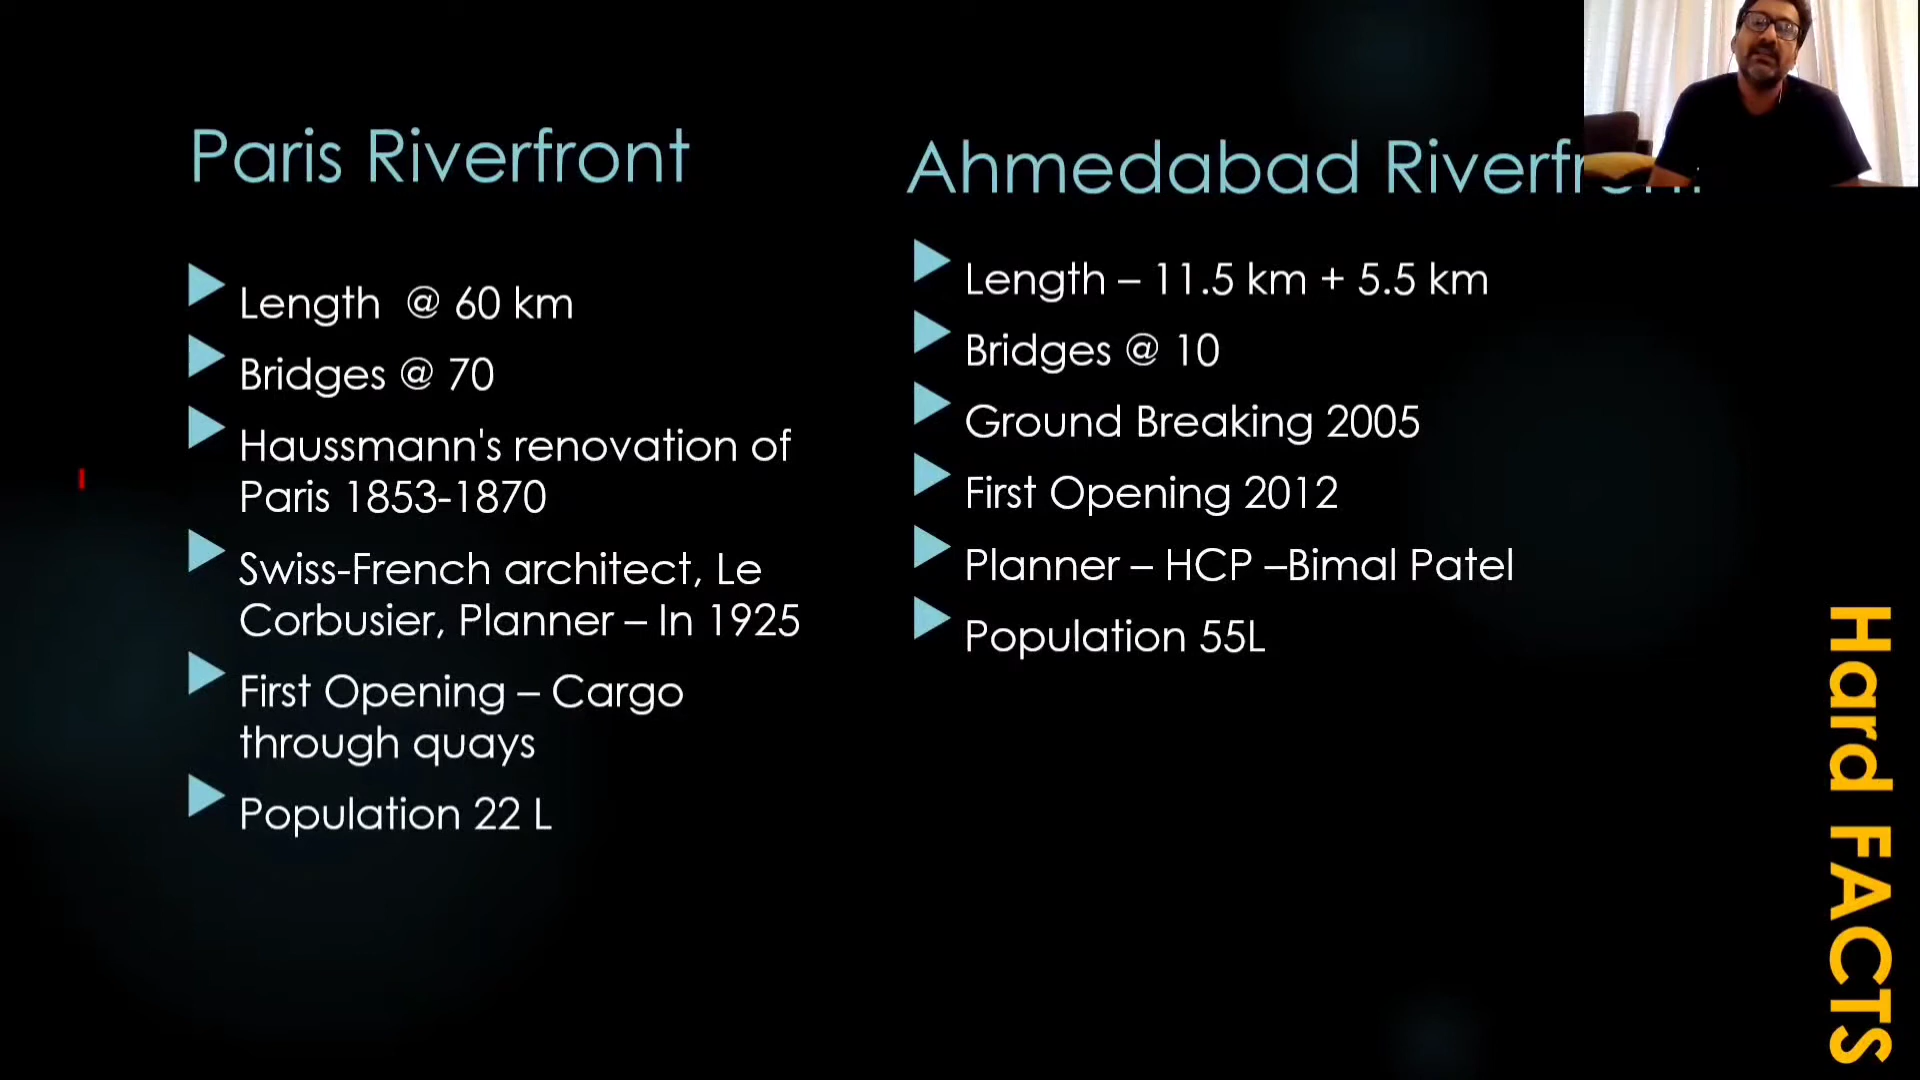 Paris Riverfront
Length @ 60 km
Bridges @ 70
Haussmann's renovation of
Paris 1853-1870
Swiss-French architect, Le
Corbusier, Planner – In 1925
First Opening – Cargo
through quays
Population 22 L
Ahmedabad
Length – 11.5 km + 5.5 km
Bridges @ 10
Ground Breaking 2005
First Opening 2012
Planner – HCP –Bimal Patel
Population 55L
Hard FACTS